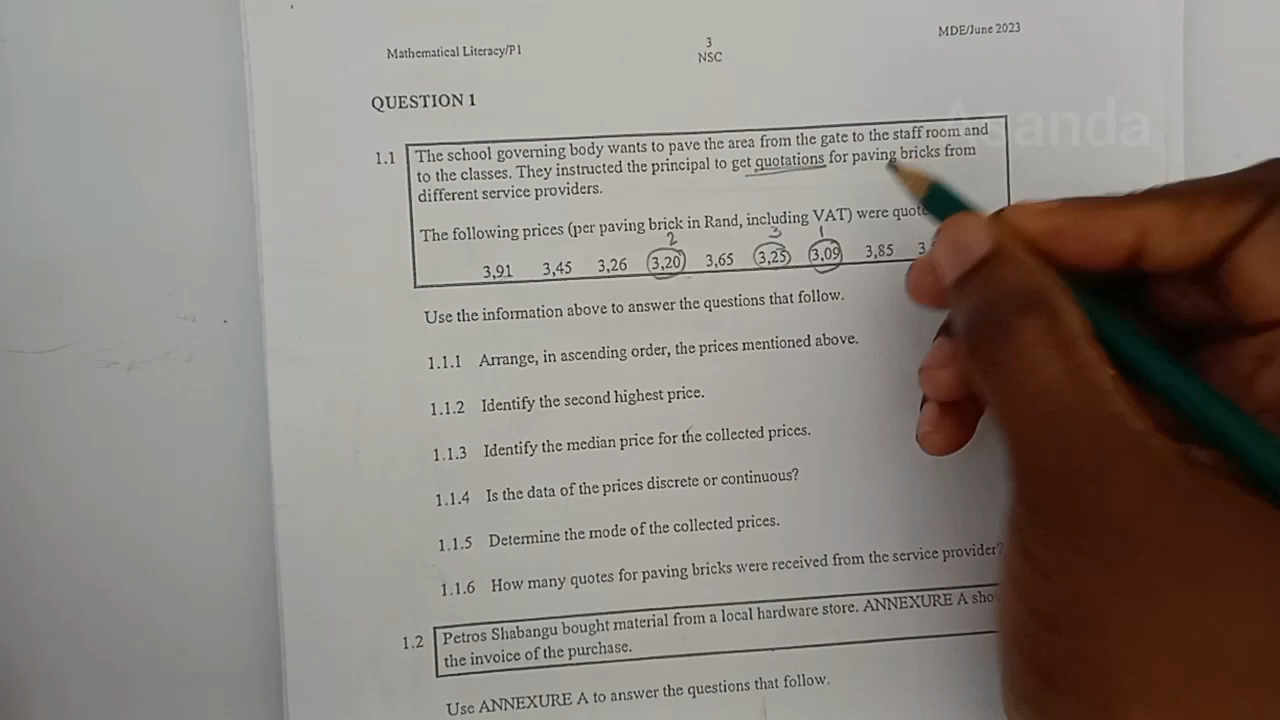 Mathematical Literacy/P1
3
NSC
MDE/June 2023
QUESTION 1
1.1 The school governing body wants to pave the area from the gate to the staff room and
to the classes. They instructed the principal to get quotations for paving bricks from
different service providers.
The following prices (per paving brick in Rand, including VAT) were
2 3 1
3,91 3,45 3,26 3,20 3,65 3,25 3,09 3,85
Use the information above to answer the questions that follow.
1.1.1 Arrange, in ascending order, the prices mentioned above.
1.1.2 Identify the second highest price.
1.1.3 Identify the median price for the collected prices.
1.1.4 Is the data of the prices discrete or continuous?
1.1.5 Determine the mode of the collected prices.
1.1.6 How many quotes for paving bricks were received from the service provider?
1.2 Petros Shabangu bought material from a local hardware store. ANNEXURE A
the invoice of the purchase.
Use ANNEXURE A to answer the questions that follow.